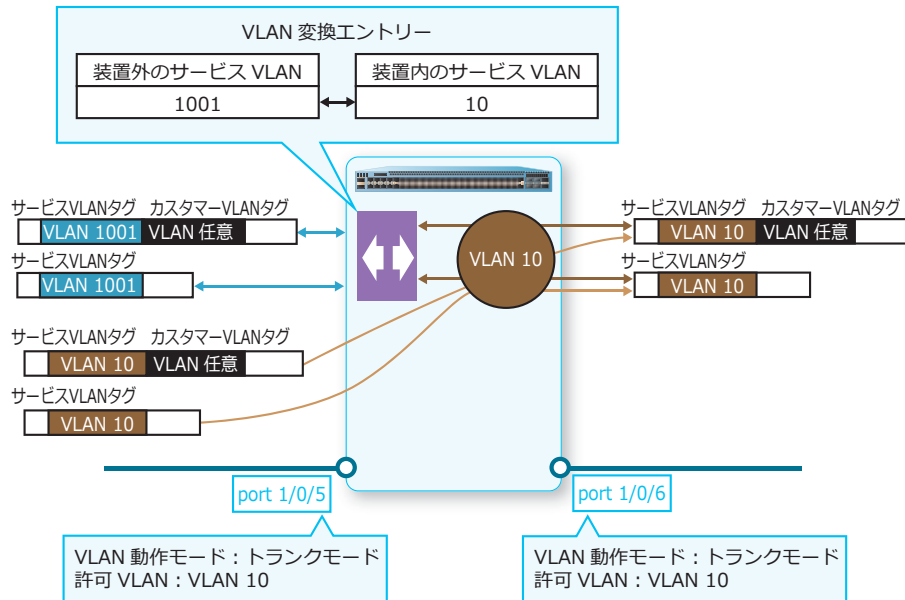 VLAN 変換エントリー
装置外のサービス VLAN
装置内のサービス VLAN
1001
10
サービスVLANタグ カスタマーVLANタグ
VLAN 1001 VLAN 任意
サービスVLANタグ
VLAN 1001
サービスVLANタグ カスタマーVLANタグ
VLAN 10 VLAN 任意
サービスVLANタグ
VLAN 10
VLAN 10
サービスVLANタグ カスタマーVLANタグ
VLAN 10 VLAN 任意
サービスVLANタグ
VLAN 10
port 1/0/5
port 1/0/6
VLAN 動作モード：トランクモード
許可 VLAN：VLAN 10
VLAN 動作モード：トランクモード
許可 VLAN：VLAN 10